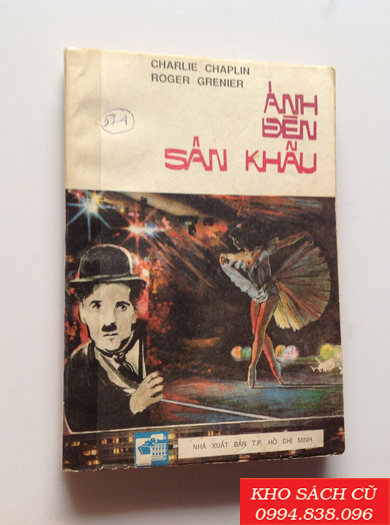 CHARLIE CHAPLIN
ROGER GRENIER
ÁNH
ĐÈN
SÂN KHẤU
574
NHÀ XUẤT BẢN T.P. HỒ CHÍ MINH
KHO SÁCH CŨ
0994.838.096